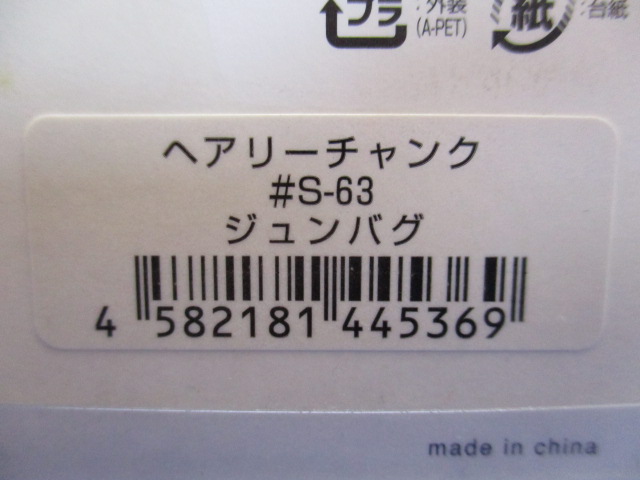 プラ :外装 紙 :台紙
(A-PET)
ヘアリーチャンク
#S-63
ジュンバグ
4 582181 445369
made in china